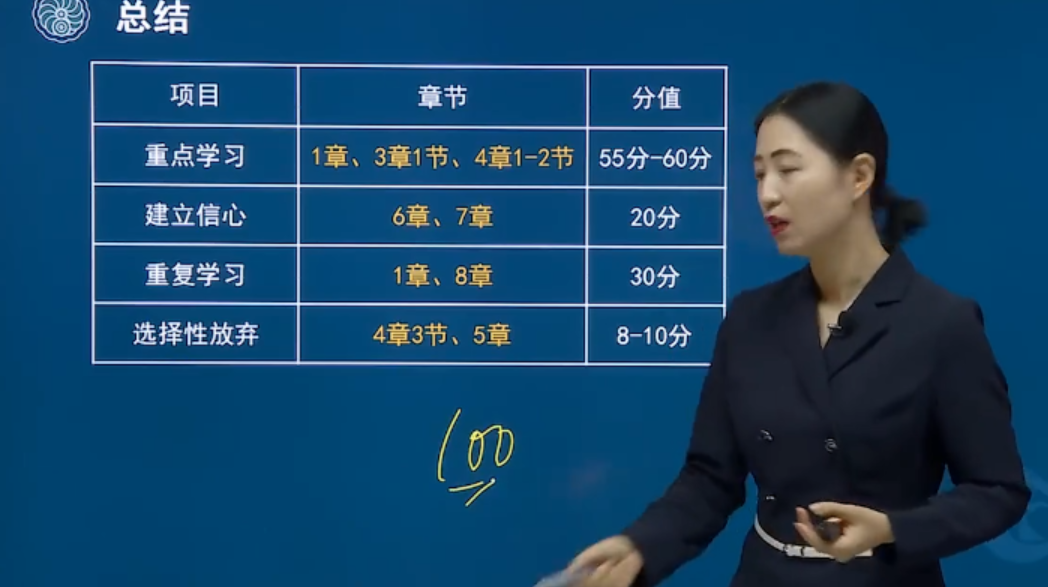 总结
项目 章节 分值
重点学习 1章、3章1节、4章1-2节 55分-60分
建立信心 6章、7章 20分
重复学习 1章、8章 30分
选择性放弃 4章3节、5章 8-10分
100